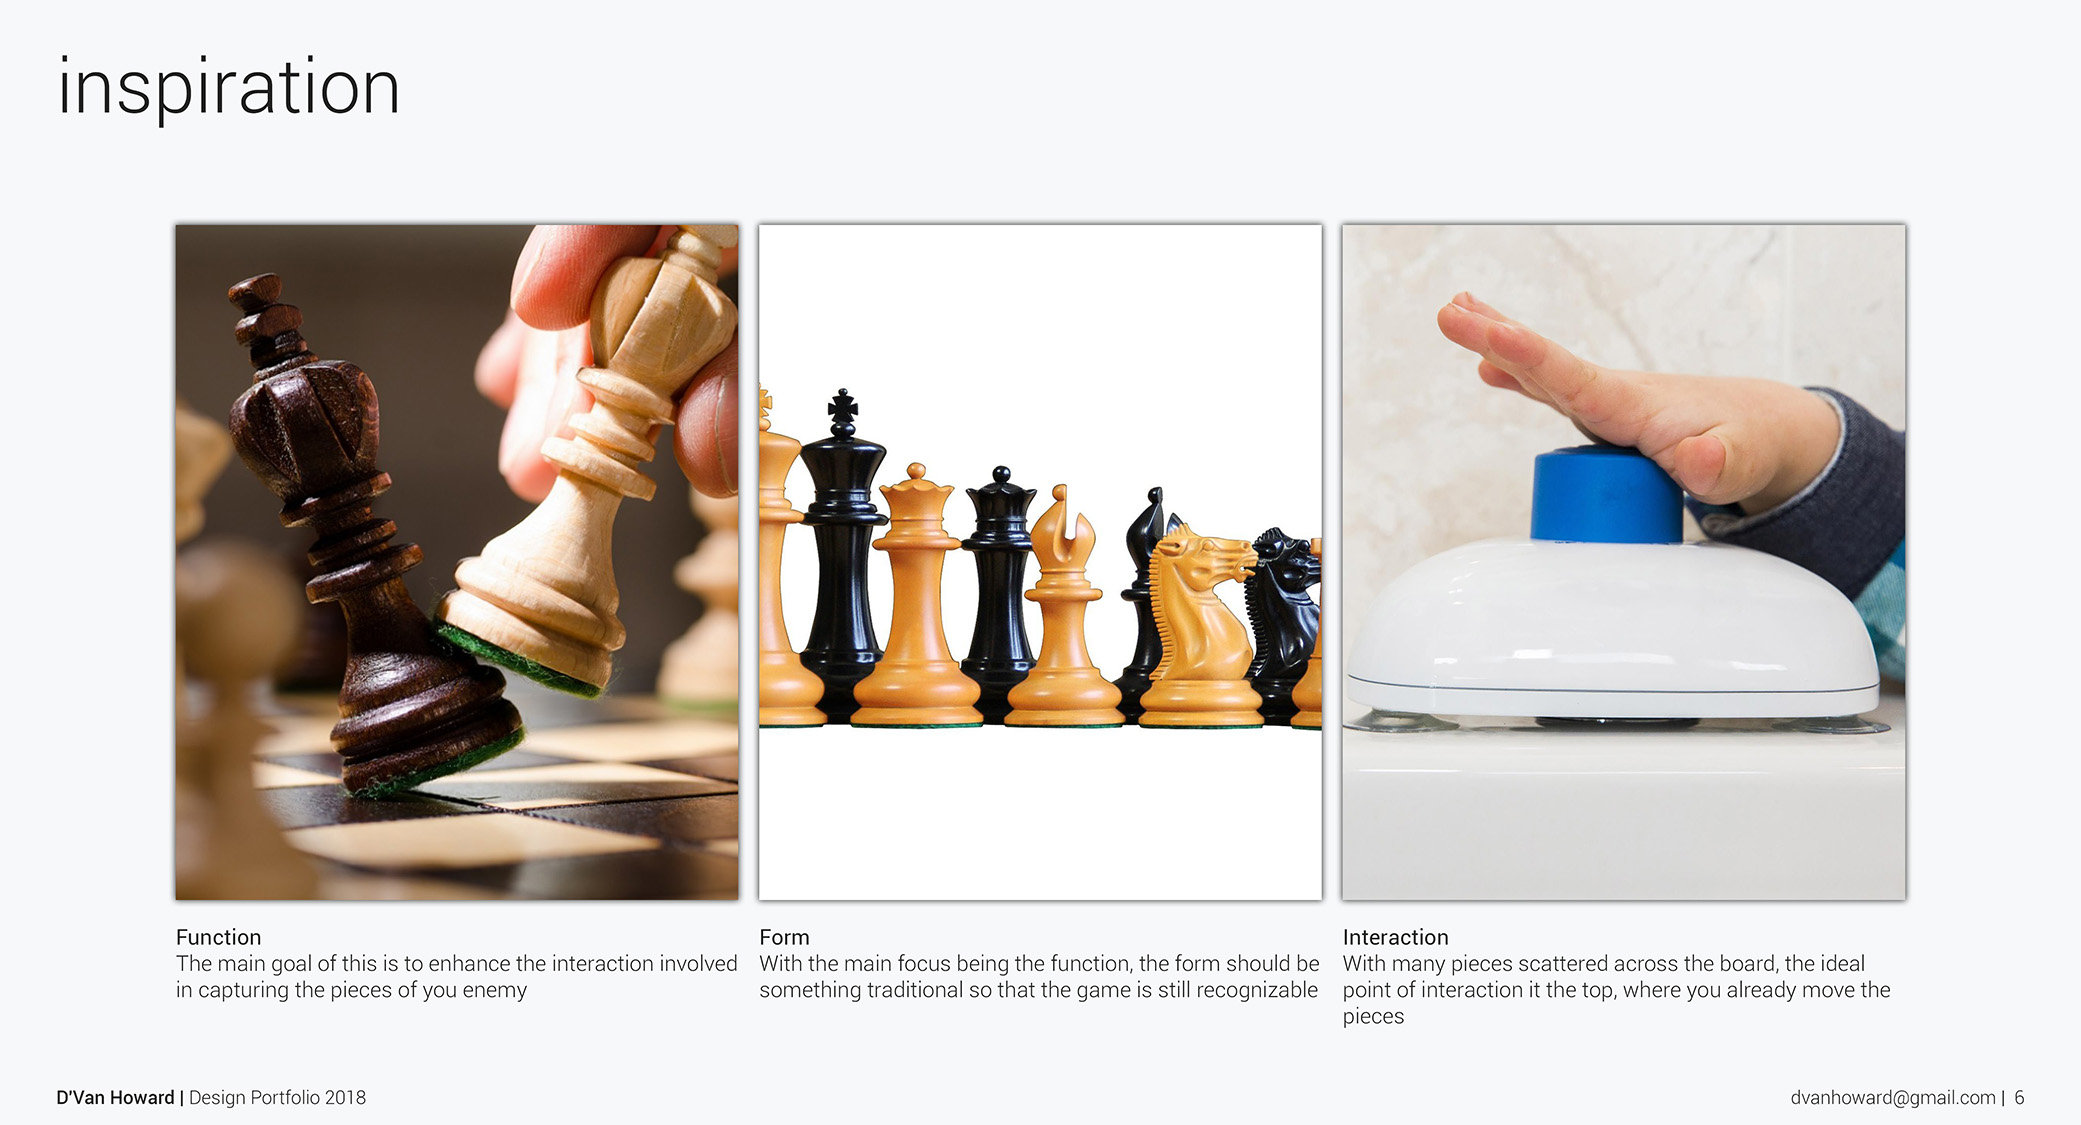 inspiration
Function
The main goal of this is to enhance the interaction involved
in capturing the pieces of you enemy
Form
With the main focus being the function, the form should be
something traditional so that the game is still recognizable
Interaction
With many pieces scattered across the board, the ideal
point of interaction it the top, where you already move the
pieces
D'Van Howard | Design Portfolio 2018
dvanhoward@gmail.com | 6